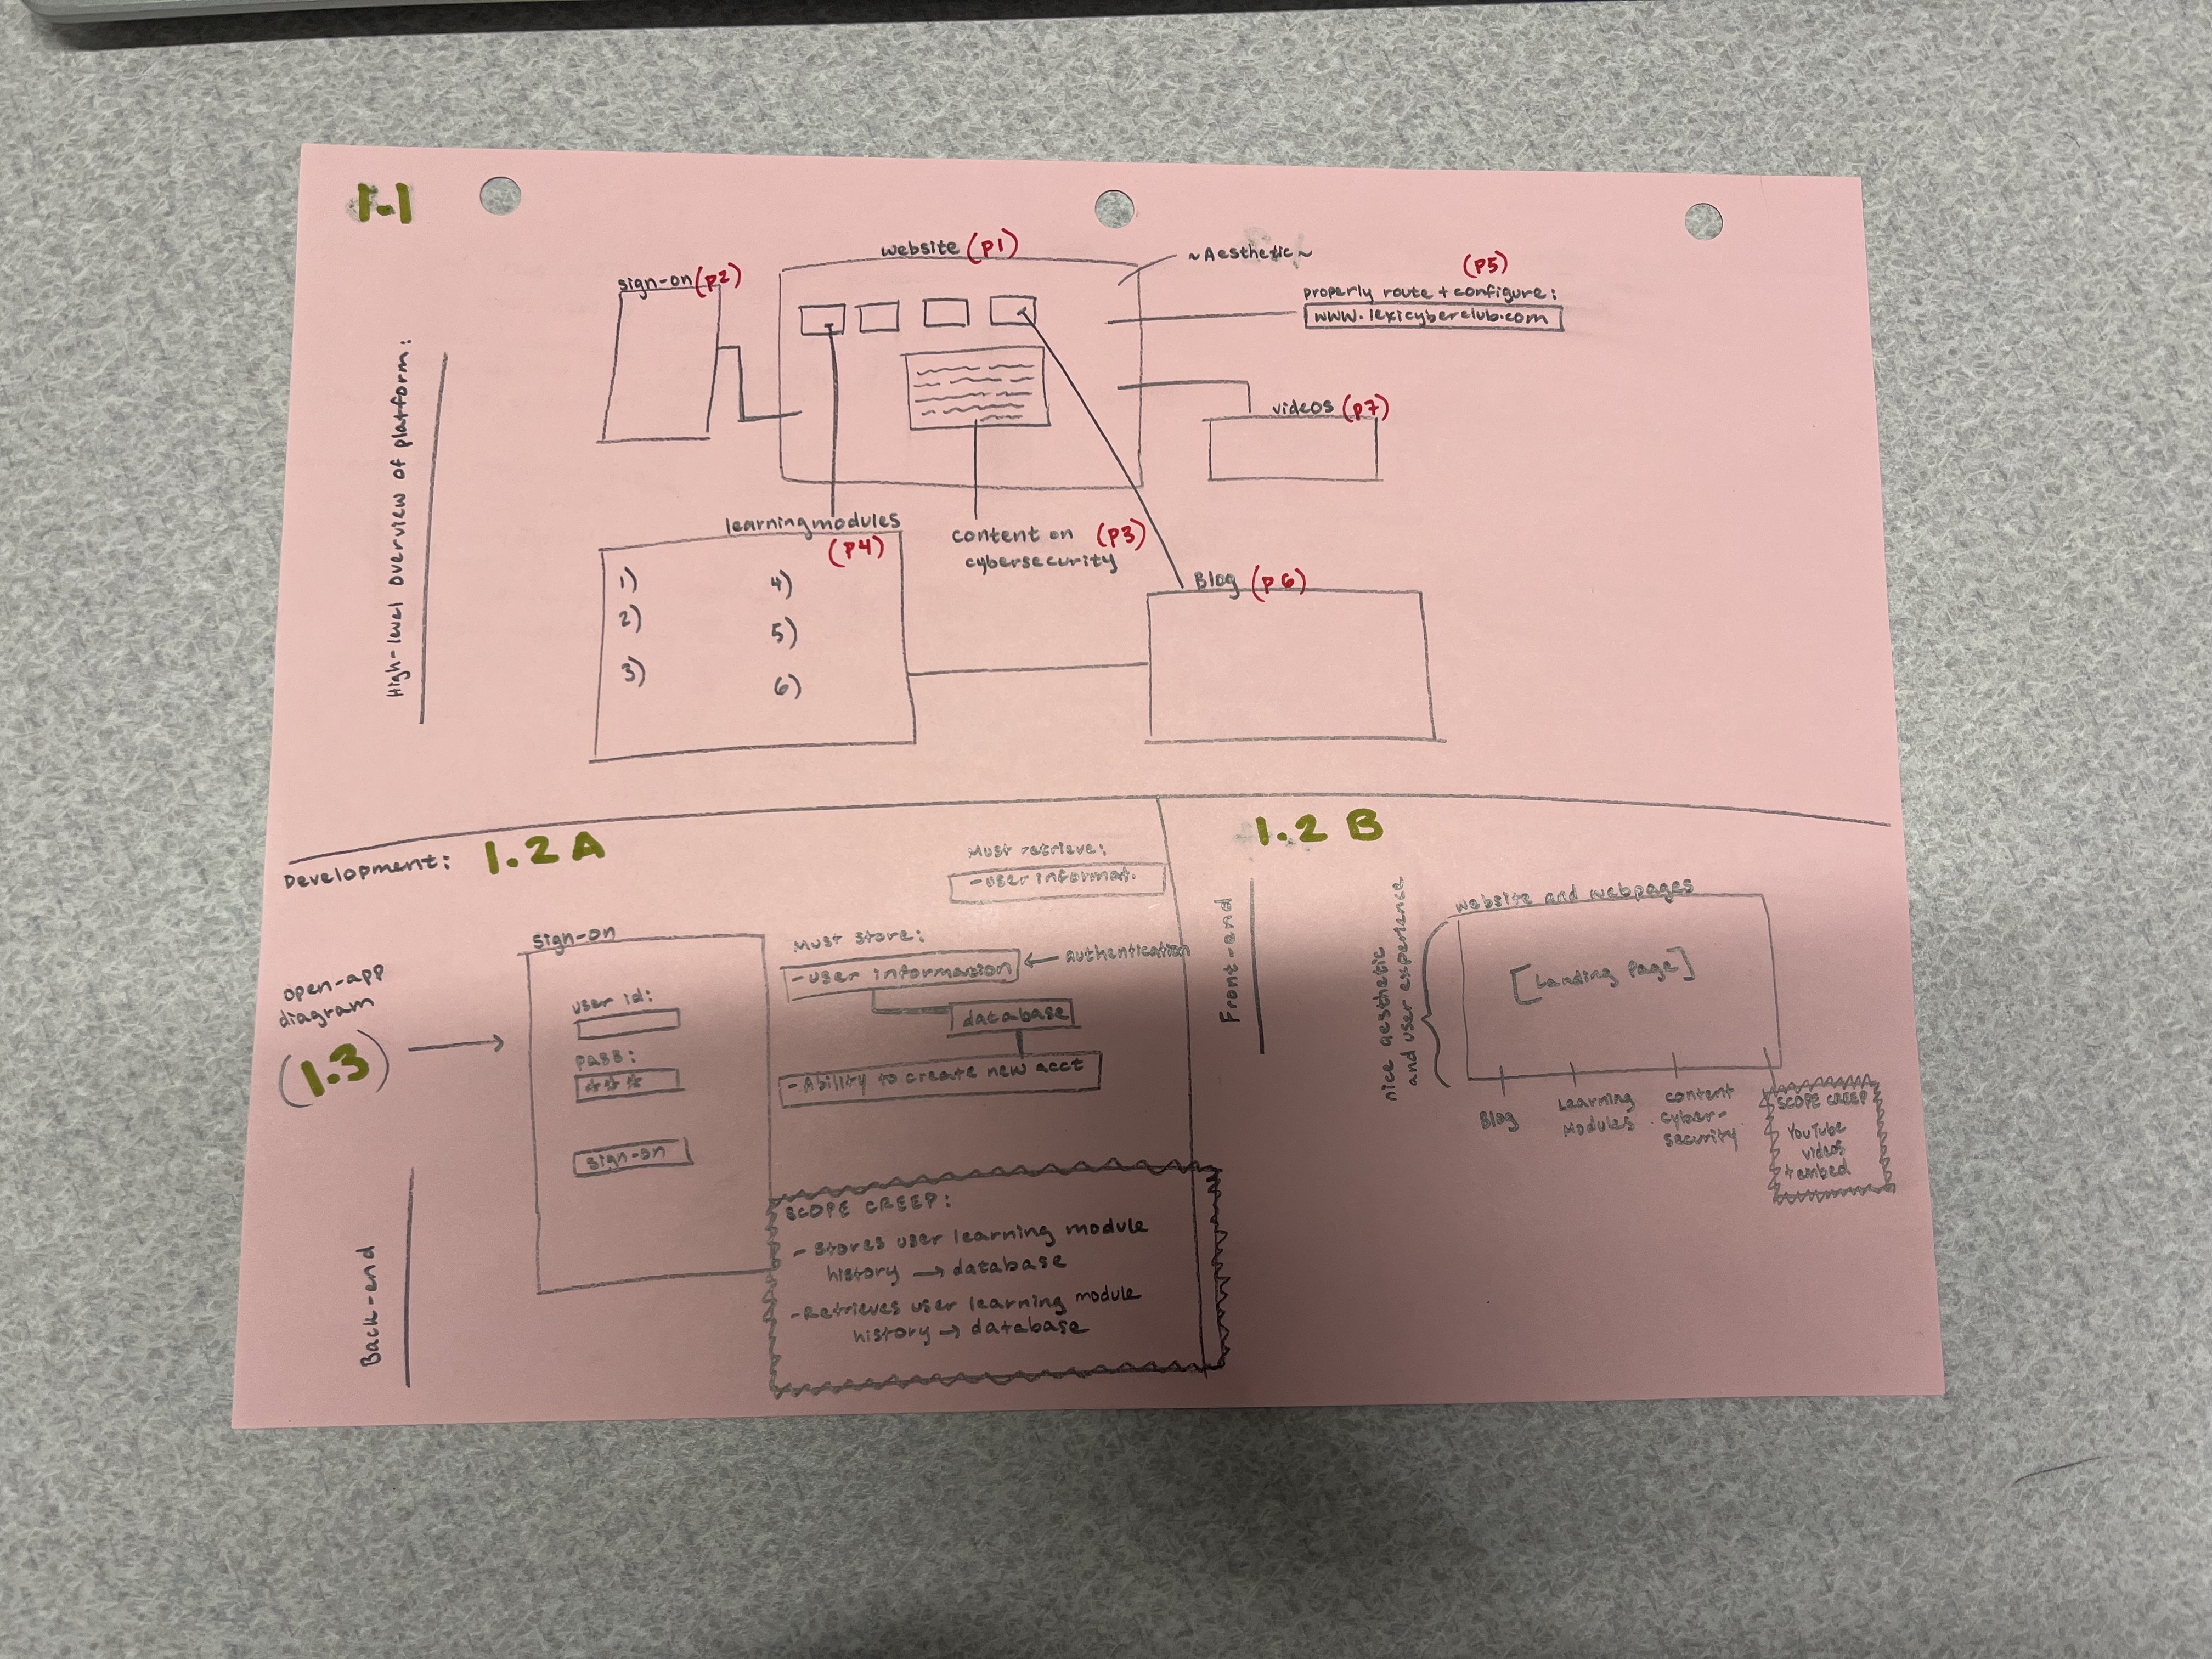 1.1
High-level overview of platform:
website (P1)
sign-on (P2)
~Aesthetic~
(P5)
properly route + configure:
www.lexicyberclub.com
videos (P7)
learning modules
(P4)
1)
2)
3)
4)
5)
6)
content on (P3)
cybersecurity
Blog (P6)
Development: 1.2 A
open-app
diagram
(1.3)
Back-end
sign-on
user id:
pass:
***
sign-on
Must retrieve:
-user informat.
Must store:
-user information
authentication
database
-Ability to create new acct
SCOPE CREEP:
-Stores user learning module
history → database
-Retrieves user learning module
history → database
1.2 B
Front-end
nice aesthetic
and user experience
website and webpages
[Landing Page]
Blog
Learning
Modules
content
cyber-
security
SCOPE CREEP
YouTube
videos
+ embed